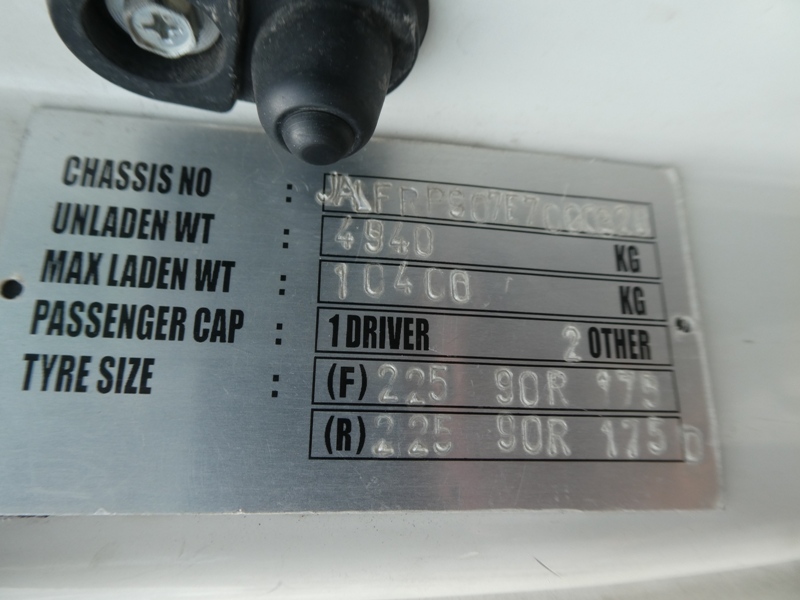 CHASSIS NO :
UNLADEN WT : 4940 KG
MAX LADEN WT : 10400 KG
PASSENGER CAP : 1 DRIVER 2 OTHER
TYRE SIZE : (F) 225 90R 175
(R) 225 90R 175 D